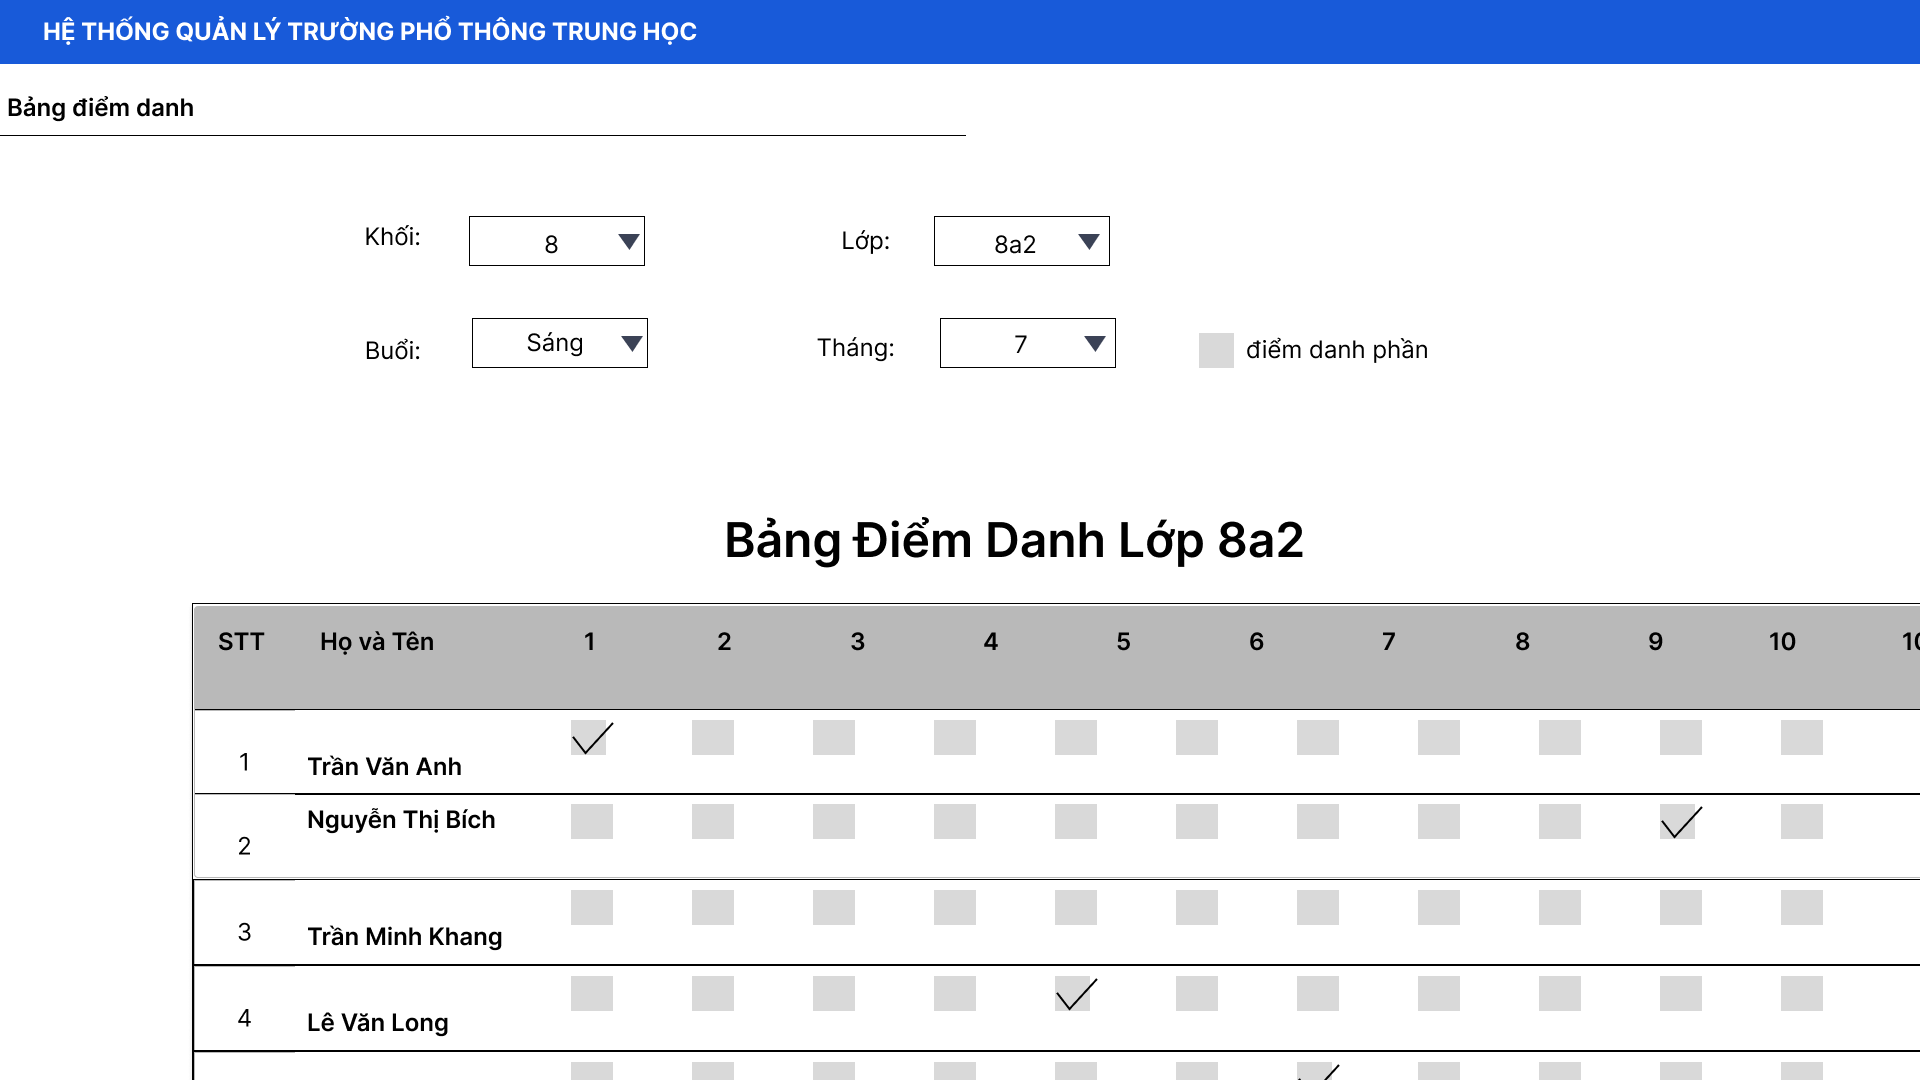 HỆ THỐNG QUẢN LÝ TRƯỜNG PHỔ THÔNG TRUNG HỌC
Bảng điểm danh
Khối: 8 Lớp: 8a2
Buổi: Sáng Tháng: 7 điểm danh phần
Bảng Điểm Danh Lớp 8a2
STT Họ và Tên 1 2 3 4 5 6 7 8 9 10 10
1 Trần Văn Anh
2 Nguyễn Thị Bích
3 Trần Minh Khang
4 Lê Văn Long